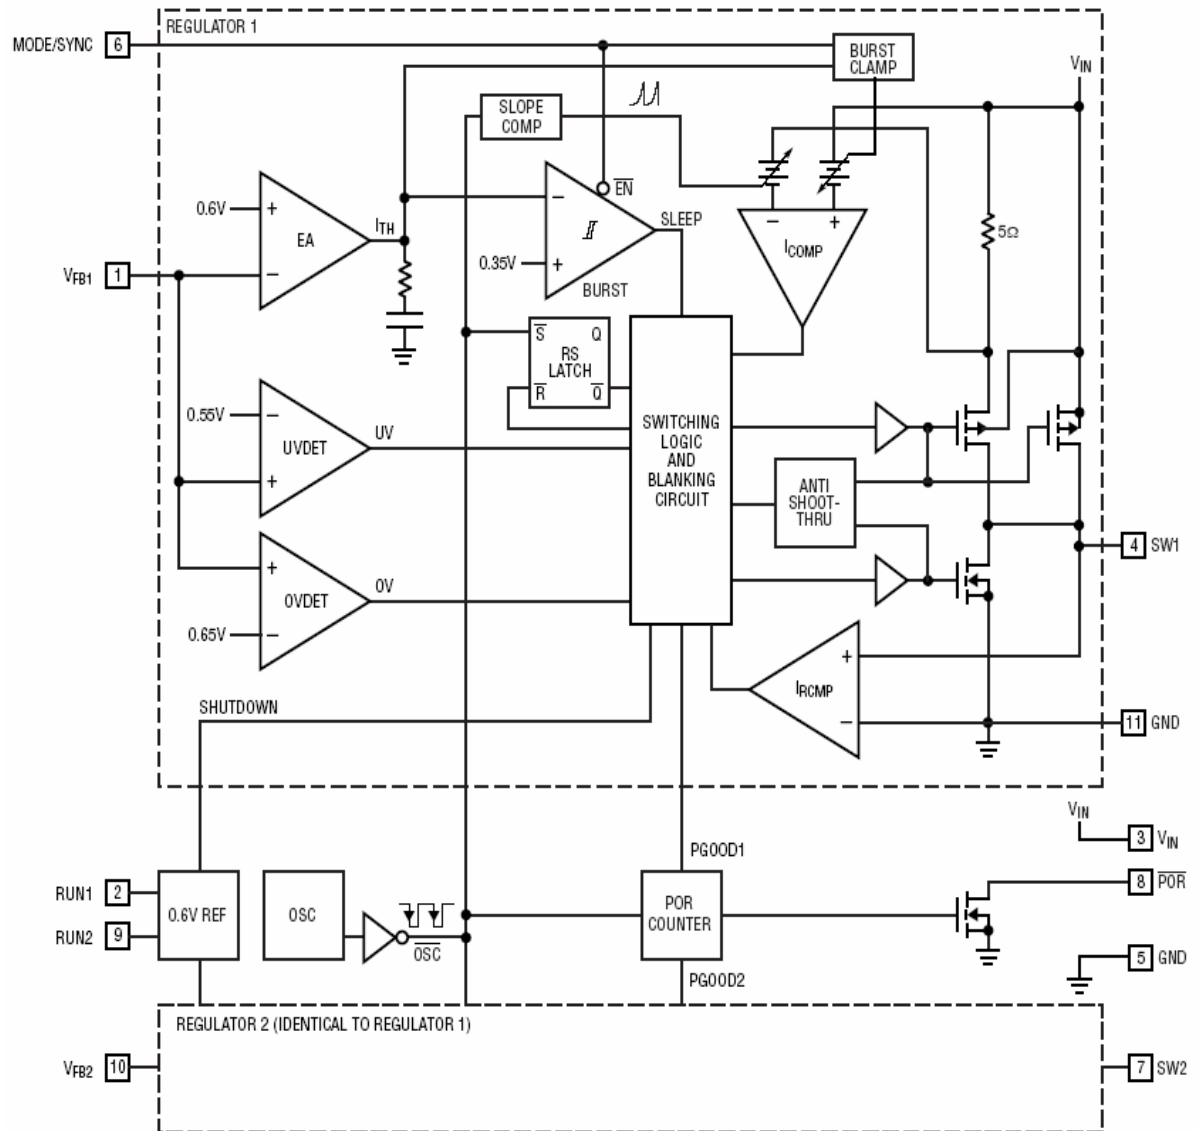 REGULATOR 1
MODE/SYNC 6
BURST
CLAMP
VIN
SLOPE
COMP
EN
0.6V
+
EA
ITH
−
SLEEP
−
+
ICOMP
5Ω
0.35V
+
BURST
VFB1 1
−
S Q
RS
LATCH
R Q
0.55V
−
UVDET
UV
+
SWITCHING
LOGIC
AND
BLANKING
CIRCUIT
ANTI
SHOOT-
THRU
4 SW1
+
OVDET
OV
0.65V
−
+
IRCMP
−
SHUTDOWN
11 GND
VIN
3 VIN
PGOOD1
8 POR
RUN1 2
0.6V REF
OSC
POR
COUNTER
RUN2 9
OSC
5 GND
PGOOD2
REGULATOR 2 (IDENTICAL TO REGULATOR 1)
VFB2 10
7 SW2